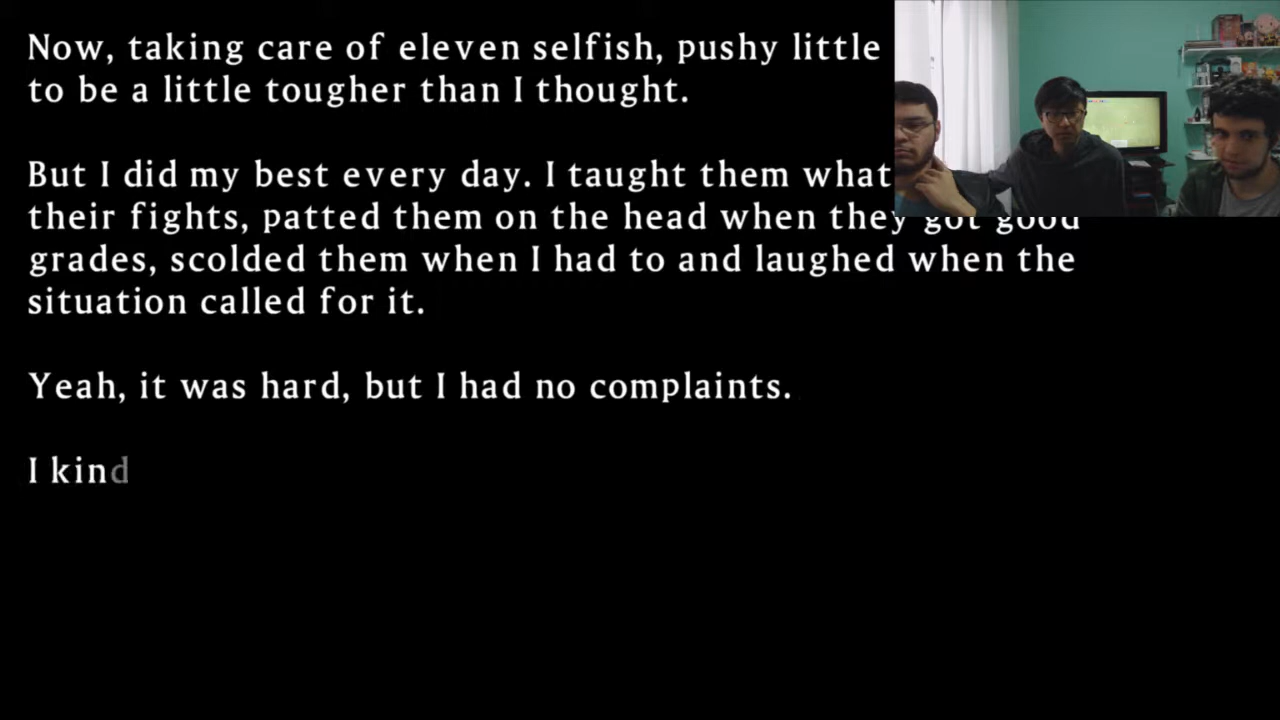 Now, taking care of eleven selfish, pushy little
to be a little tougher than I thought.
But I did my best every day. I taught them what
their fights, patted them on the head when they got good
grades, scolded them when I had to and laughed when the
situation called for it.
Yeah, it was hard, but I had no complaints.
I kind